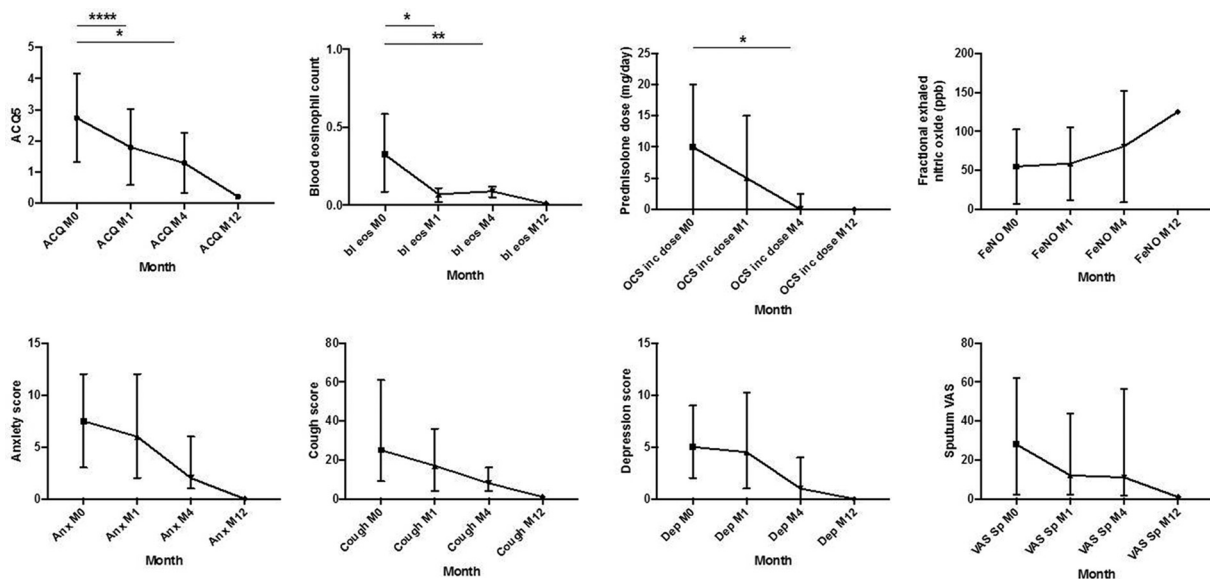 ****
*
ACQ5
5
4
3
2
1
0
ACQ M0
ACQ M1
ACQ M4
ACQ M12
Month
*
**
Blood eosinophil count
1.0
0.5
0.0
bl eos M0
bl eos M1
bl eos M4
bl eos M12
Month
*
Prednisolone dose (mg/day)
25
20
15
10
5
0
OCS inc dose M0
OCS inc dose M1
OCS inc dose M4
OCS inc dose M12
Month
Fractional exhaled
nitric oxide (ppb)
200
150
100
50
0
FeNO M0
FeNO M1
FeNO M4
FeNO M12
Month
Anxiety score
15
10
5
0
Anx M0
Anx M1
Anx M4
Anx M12
Month
Cough score
80
60
40
20
0
Cough M0
Cough M1
Cough M4
Cough M12
Month
Depression score
15
10
5
0
Dep M0
Dep M1
Dep M4
Dep M12
Month
Sputum VAS
80
60
40
20
0
VAS Sp M0
VAS Sp M1
VAS Sp M4
VAS Sp M12
Month